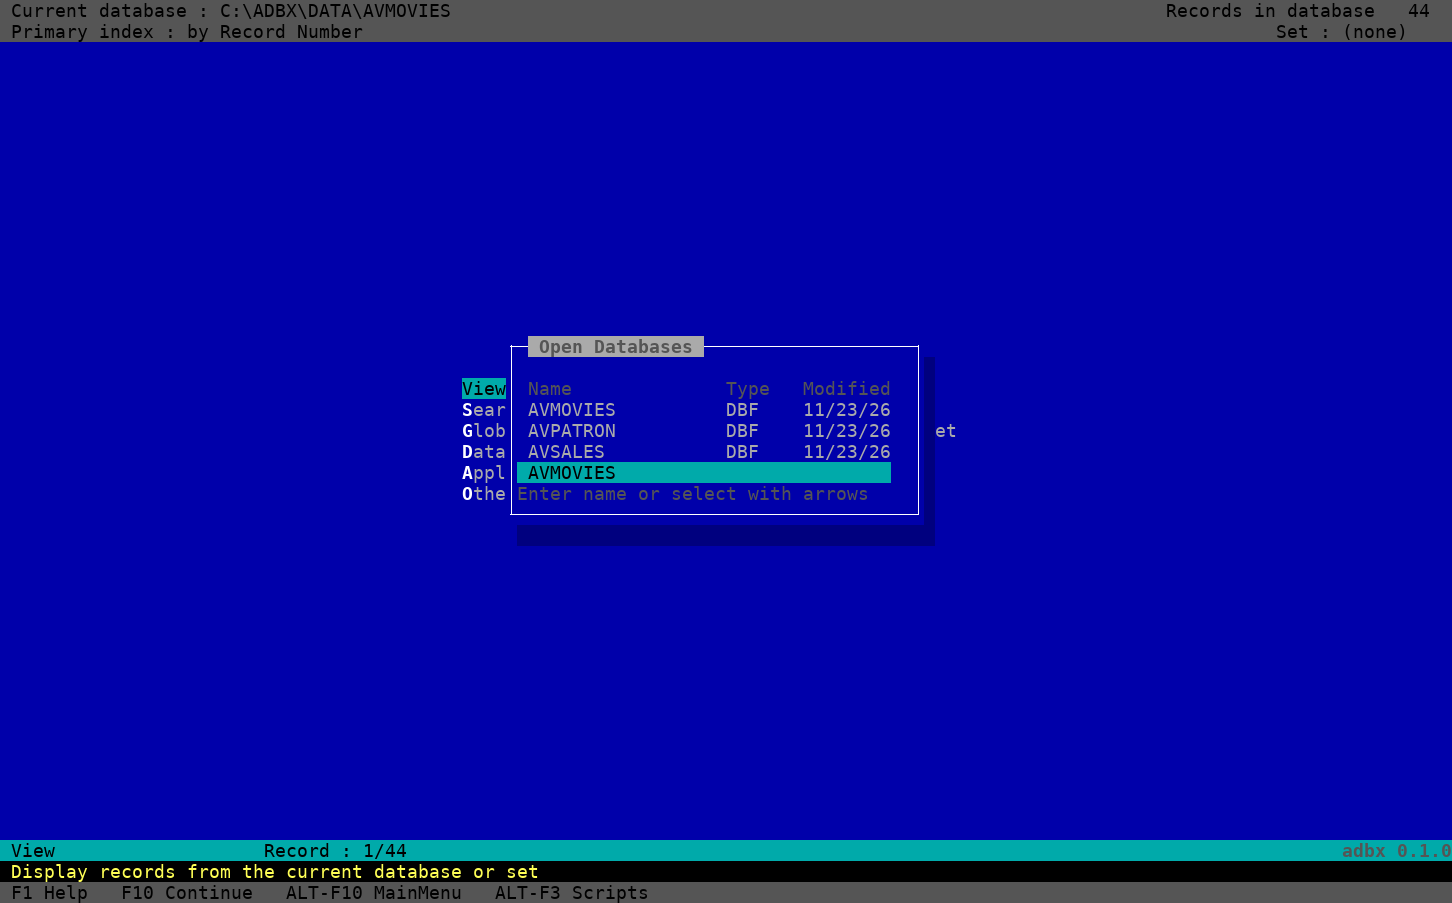 Current database : C:\ADBX\DATA\AVMOVIES Records in database 44
Primary index : by Record Number Set : (none)
Open Databases
View Name Type Modified
Sear AVMOVIES DBF 11/23/26
Glob AVPATRON DBF 11/23/26 et
Data AVSALES DBF 11/23/26
Appl AVMOVIES
Othe Enter name or select with arrows
View Record : 1/44 adbx 0.1.0
Display records from the current database or set
F1 Help F10 Continue ALT-F10 MainMenu ALT-F3 Scripts